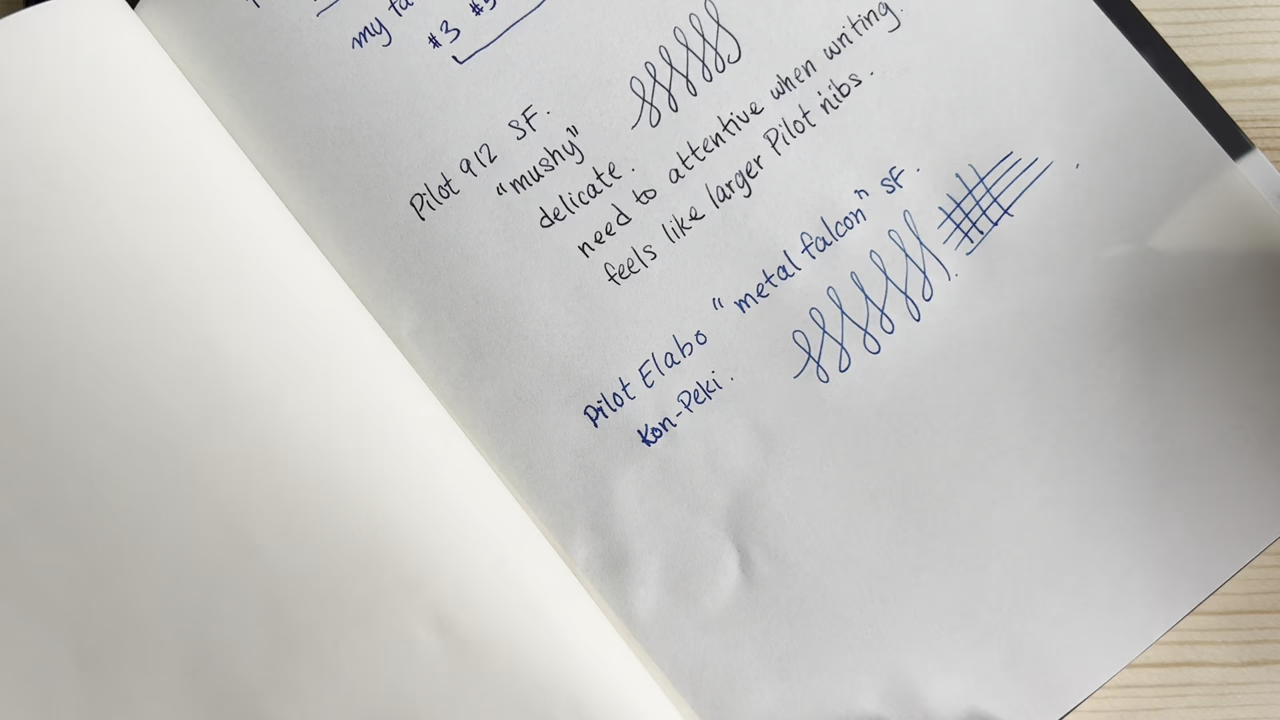 my
#3 #5
Pilot 912 SF.
"mushy"
delicate.
need to attentive when writing.
feels like larger Pilot nibs.
Pilot Elabo "metal falcon" SF.
Kon-Peki.